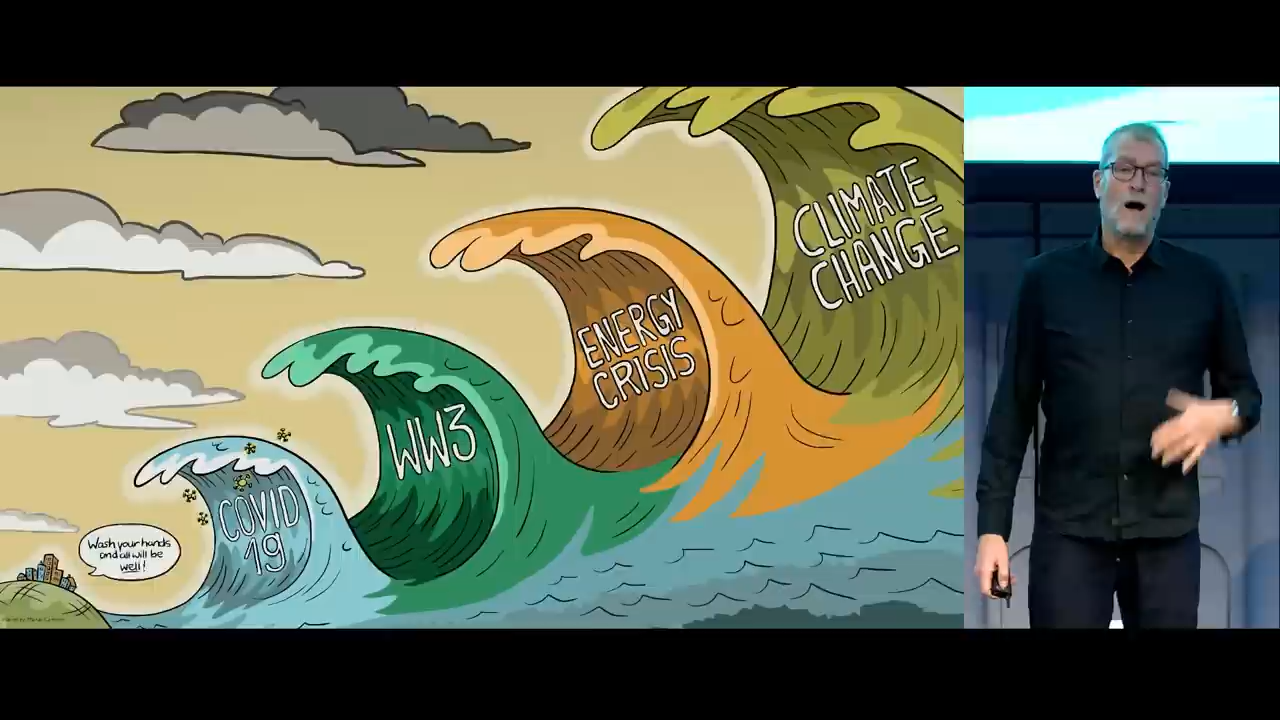 CLIMATE
CHANGE
ENERGY
CRISIS
WW3
COVID
19
Wash your hands
and all will be
well!